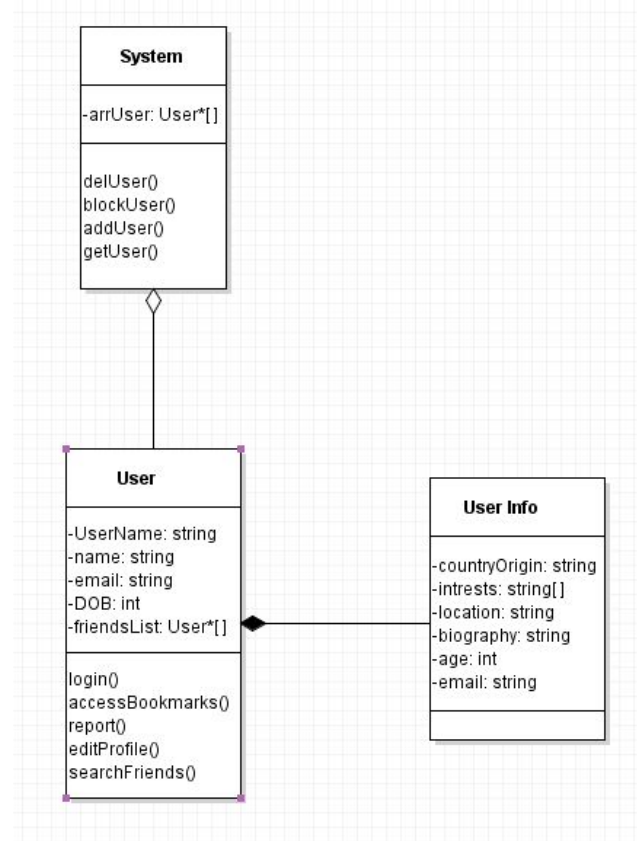 System
-arrUser: User*[]
delUser()
blockUser()
addUser()
getUser()
User
-UserName: string
-name: string
-email: string
-DOB: int
-friendsList: User*[]
login()
accessBookmarks()
report()
editProfile()
searchFriends()
User Info
-countryOrigin: string
-intrests: string[]
-location: string
-biography: string
-age: int
-email: string